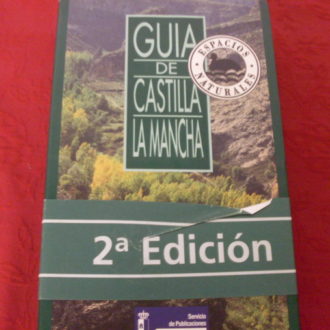 GUIA
DE
CASTILLA
LA MANCHA
ESPACIOS
NATURALES
2ª Edición
Servicio
de Publicaciones